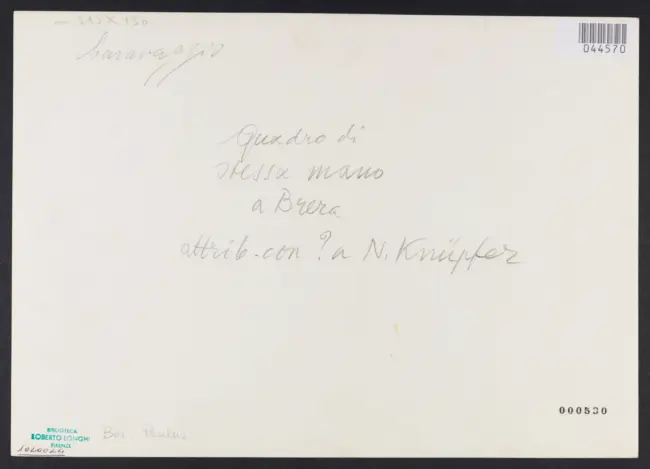 044570
Caravaggio
Quadro di
stessa mano
a Brera
attrib. con ? a N. Knüpfer
000530
BIBLIOTECA
ROBERTO LONGHI
FIRENZE